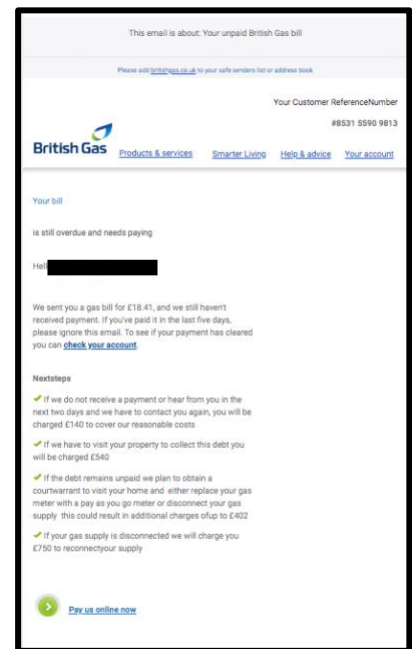 This email is about: Your unpaid British Gas bill
Please add britishgas.co.uk to your safe senders list or address book
Your Customer ReferenceNumber
#8531 5590 9813
British Gas
Products & services Smarter Living Help & advice Your account
Your bill
is still overdue and needs paying
Hell
We sent you a gas bill for £18.41, and we still haven't
received payment. If you've paid it in the last five days,
please ignore this email. To see if your payment has cleared
you can check your account.
Nextsteps
If we do not receive a payment or hear from you in the
next two days and we have to contact you again, you will be
charged £140 to cover our reasonable costs
If we have to visit your property to collect this debt you
will be charged £540
If the debt remains unpaid we plan to obtain a
courtwarrant to visit your home and either replace your gas
meter with a pay as you go meter or disconnect your gas
supply this could result in additional charges ofup to £402
If your gas supply is disconnected we will charge you
£750 to reconnectyour supply
Pay us online now